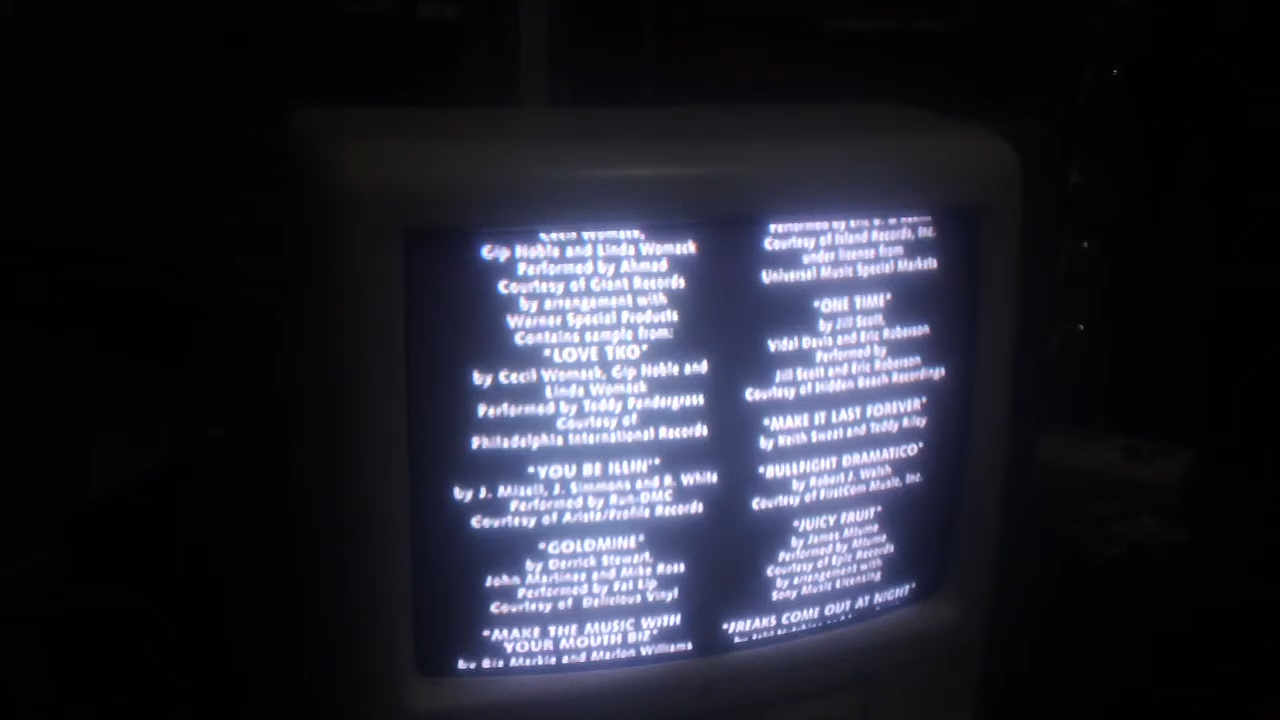 Cecil Womack,
Gip Noble and Linda Womack
Performed by Ahmad
Courtesy of Giant Records
by arrangement with
Warner Special Products
Contains sample from:
"LOVE TKO"
by Cecil Womack, Gip Noble and
Linda Womack
Performed by Teddy Pendergrass
Courtesy of
Philadelphia International Records
"YOU BE ILLIN'"
by J. Mizell, J. Simmons and R. White
Performed by Run-DMC
Courtesy of Arista/Profile Records
"GOLDMINE"
by Derrick Stewart,
John Martinez and Mike Ross
Performed by Fat Lip
Courtesy of Delicious Vinyl
"MAKE THE MUSIC WITH
YOUR MOUTH BIZ"
by Biz Markie and Marlon Williams
Performed by Eric B. &
Courtesy of Island Records, Inc.
under license from
Universal Music Special Markets
"ONE TIME"
by Jill Scott,
Vidal Davis and Eric Roberson
Performed by
Jill Scott and Eric Roberson
Courtesy of Hidden Beach Recordings
"MAKE IT LAST FOREVER"
by Keith Sweat and Teddy Riley
"BULLFIGHT DRAMATICO"
by Robert J. Walsh
Courtesy of FirstCom Music, Inc.
"JUICY FRUIT"
by James Mtume
Performed by Mtume
Courtesy of Epic Records
by arrangement with
Sony Music Licensing
"FREAKS COME OUT AT NIGHT"